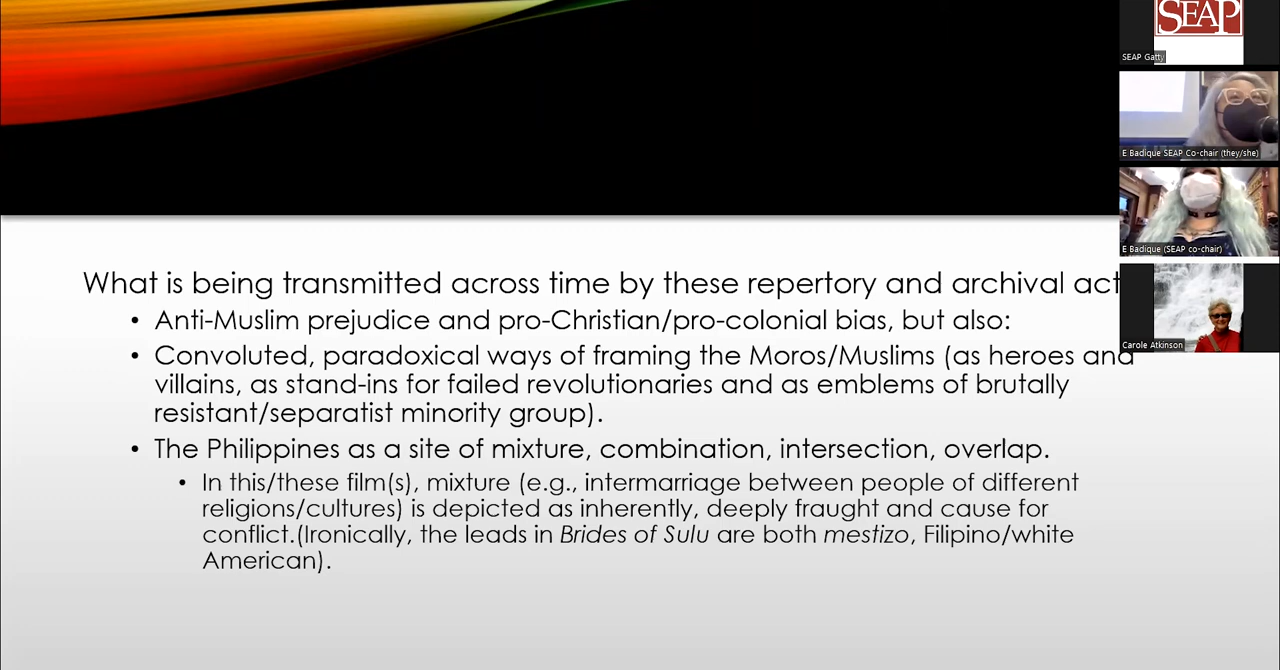 SEAP
SEAP Gatty
E Badique SEAP Co-chair (they/she)
E Badique (SEAP co-chair)
Carole Atkinson
What is being transmitted across time by these repertory and archival act
• Anti-Muslim prejudice and pro-Christian/pro-colonial bias, but also:
• Convoluted, paradoxical ways of framing the Moros/Muslims (as heroes and
villains, as stand-ins for failed revolutionaries and as emblems of brutally
resistant/separatist minority group).
• The Philippines as a site of mixture, combination, intersection, overlap.
• In this/these film(s), mixture (e.g., intermarriage between people of different
religions/cultures) is depicted as inherently, deeply fraught and cause for
conflict.(Ironically, the leads in Brides of Sulu are both mestizo, Filipino/white
American).